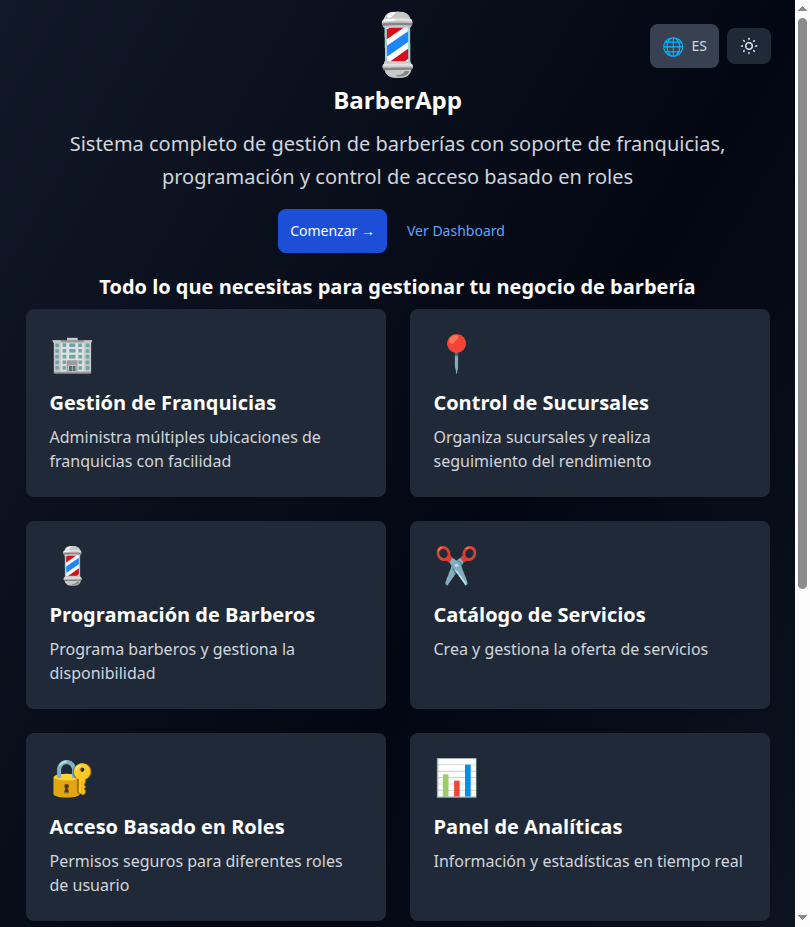 ES
BarberApp
Sistema completo de gestión de barberías con soporte de franquicias,
programación y control de acceso basado en roles
Comenzar →
Ver Dashboard
Todo lo que necesitas para gestionar tu negocio de barbería
Gestión de Franquicias
Administra múltiples ubicaciones de
franquicias con facilidad
Control de Sucursales
Organiza sucursales y realiza
seguimiento del rendimiento
Programación de Barberos
Programa barberos y gestiona la
disponibilidad
Catálogo de Servicios
Crea y gestiona la oferta de servicios
Acceso Basado en Roles
Permisos seguros para diferentes roles
de usuario
Panel de Analíticas
Información y estadísticas en tiempo real